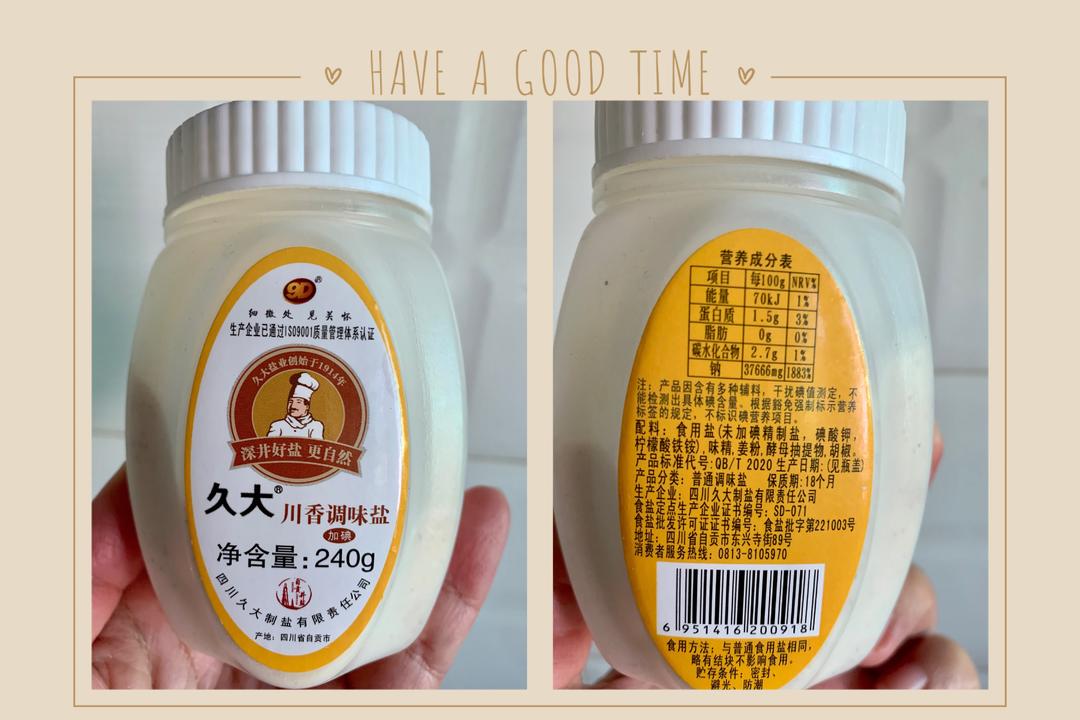 HAVE A GOOD TIME
9D®
细微处 见关怀
生产企业已通过ISO9001质量管理体系认证
久大盐业创始于1914年
深井好盐 更自然
久大®
川香调味盐
加碘
净含量:240g
四川久大制盐有限责任公司
产地:四川省自贡市
营养成分表
项目 每100g NRV%
能量 70kJ 1%
蛋白质 1.5g 3%
脂肪 0g 0%
碳水化合物 2.7g 1%
钠 37666mg 1883%
注:产品因含有多种辅料,干扰碘值测定,不
能检测出具体碘含量。根据豁免强制标示营养
标签的规定,不标识碘营养项目。
配料:食用盐(未加碘精制盐,碘酸钾,
柠檬酸铁铵),味精,姜粉,酵母抽提物,胡椒。
产品标准代号:QB/T 2020 生产日期:(见瓶盖)
产品分类:普通调味盐 保质期:18个月
生产企业:四川久大制盐有限责任公司
食盐定点生产企业证书编号:SD-071
食盐批发许可证证书编号:食盐批字第221003号
地址:四川省自贡市东兴寺街89号
消费者服务热线:0813-8105970
6 951416 200918
食用方法:与普通食用盐相同,
略有结块不影响食用。
贮存条件:密封、
避光、防潮